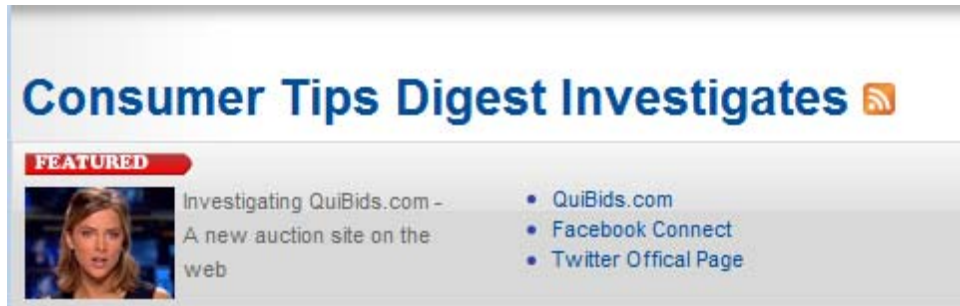 Consumer Tips Digest Investigates
FEATURED
Investigating QuiBids.com -
A new auction site on the
web
QuiBids.com
Facebook Connect
Twitter Offical Page